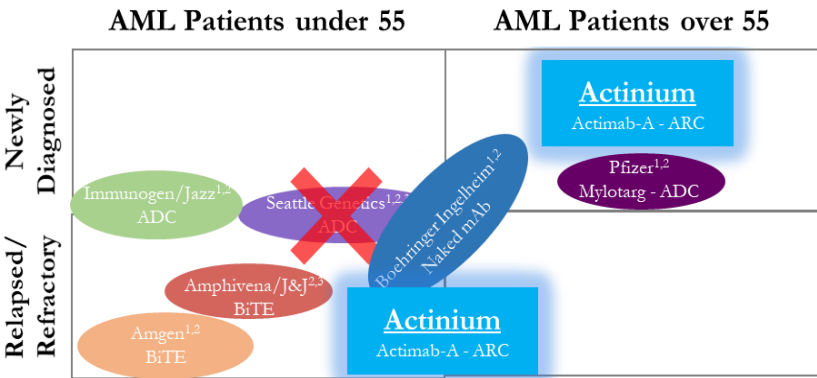 AML Patients under 55
AML Patients over 55
Newly
Diagnosed
Relapsed/
Refractory
Actinium
Actimab-A - ARC
Pfizer1,2
Mylotarg - ADC
Immunogen/Jazz1,2
ADC
Seattle Genetics1,2,
ADC
Boehringer Ingelheim1,2
Naked mAb
Amphivena/J&J2,3
BiTE
Amgen1,2
BiTE
Actinium
Actimab-A - ARC